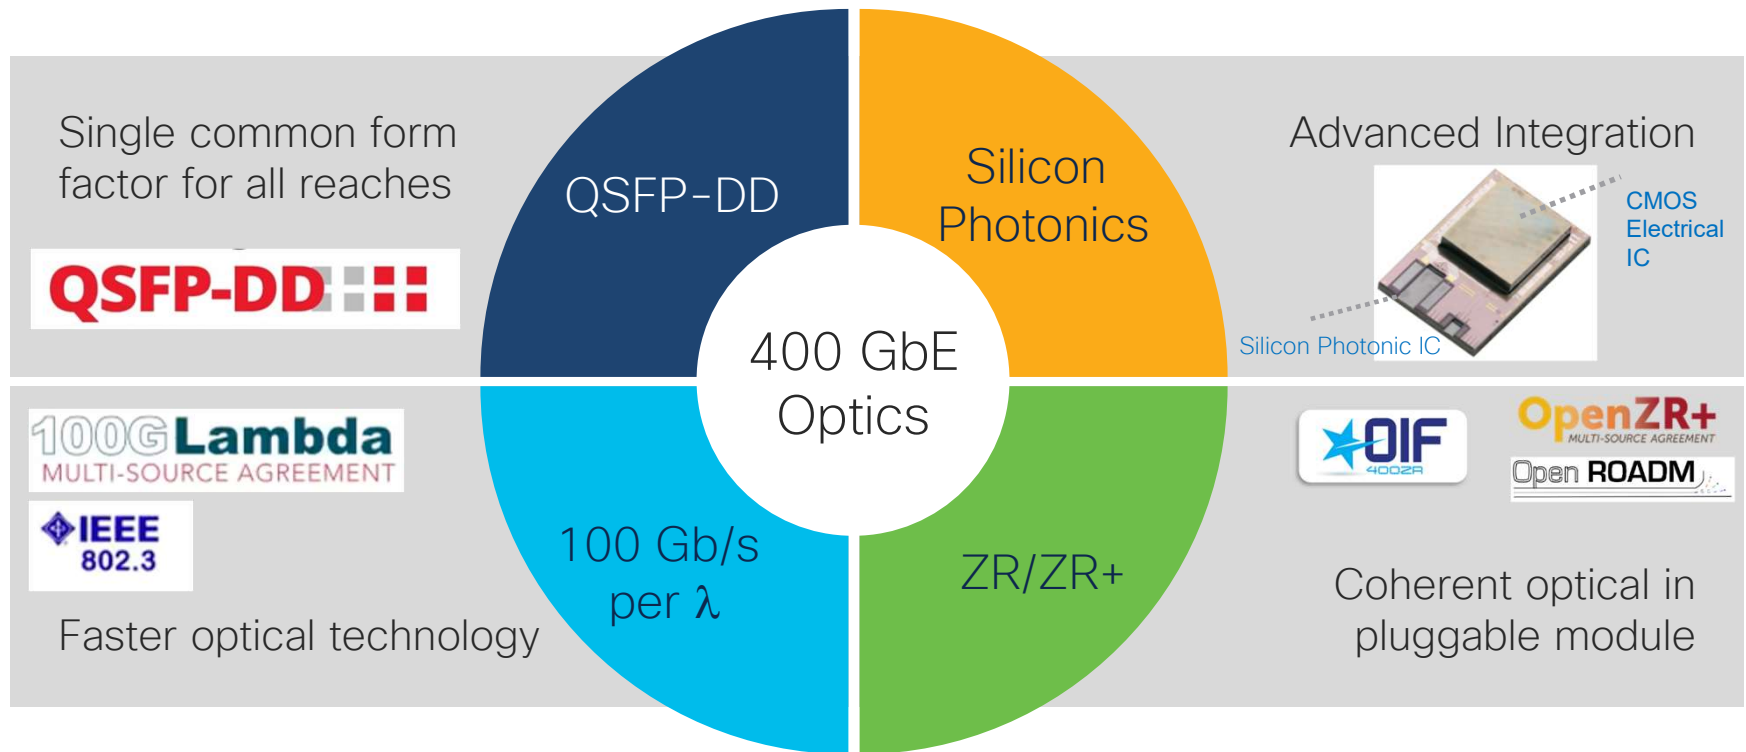 Single common form
factor for all reaches
QSFP-DD
QSFP-DD
Silicon
Photonics
Advanced Integration
CMOS
Electrical
IC
Silicon Photonic IC
400 GbE
Optics
100G Lambda
MULTI-SOURCE AGREEMENT
IEEE
802.3
Faster optical technology
100 Gb/s
per λ
ZR/ZR+
OIF
400ZR
OpenZR+
MULTI-SOURCE AGREEMENT
Open ROADM
Coherent optical in
pluggable module